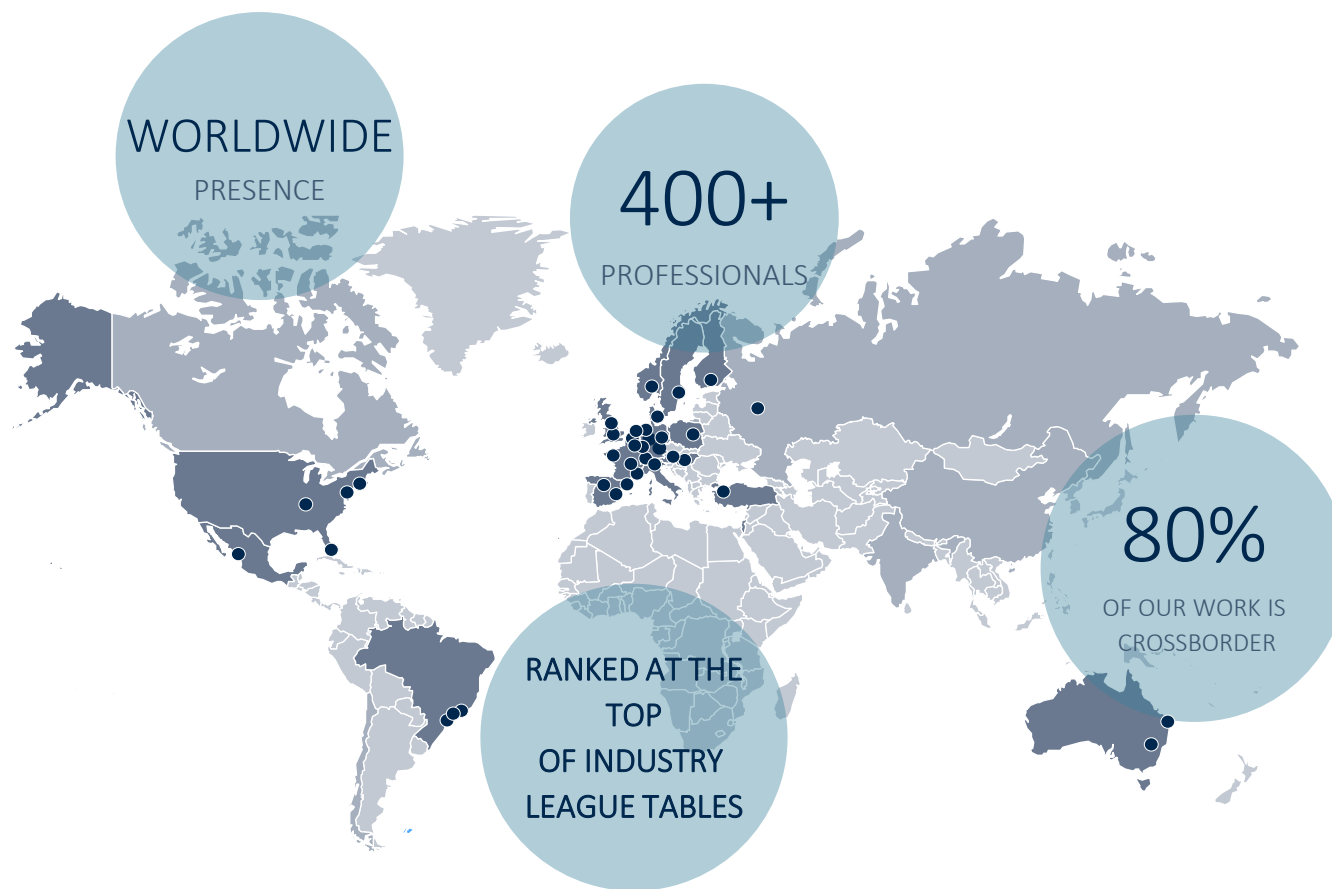 WORLDWIDE
PRESENCE
400+
PROFESSIONALS
80%
OF OUR WORK IS
CROSSBORDER
RANKED AT THE
TOP
OF INDUSTRY
LEAGUE TABLES